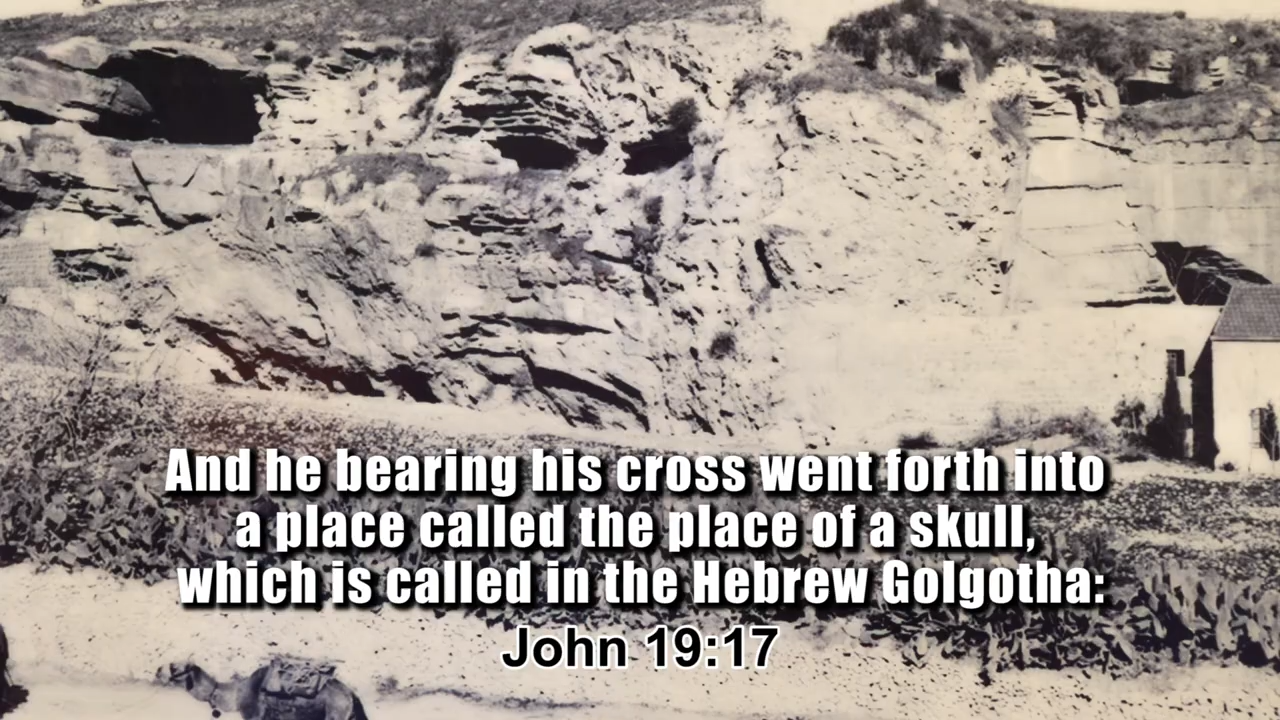 And he bearing his cross went forth into
a place called the place of a skull,
which is called in the Hebrew Golgotha:
John 19:17